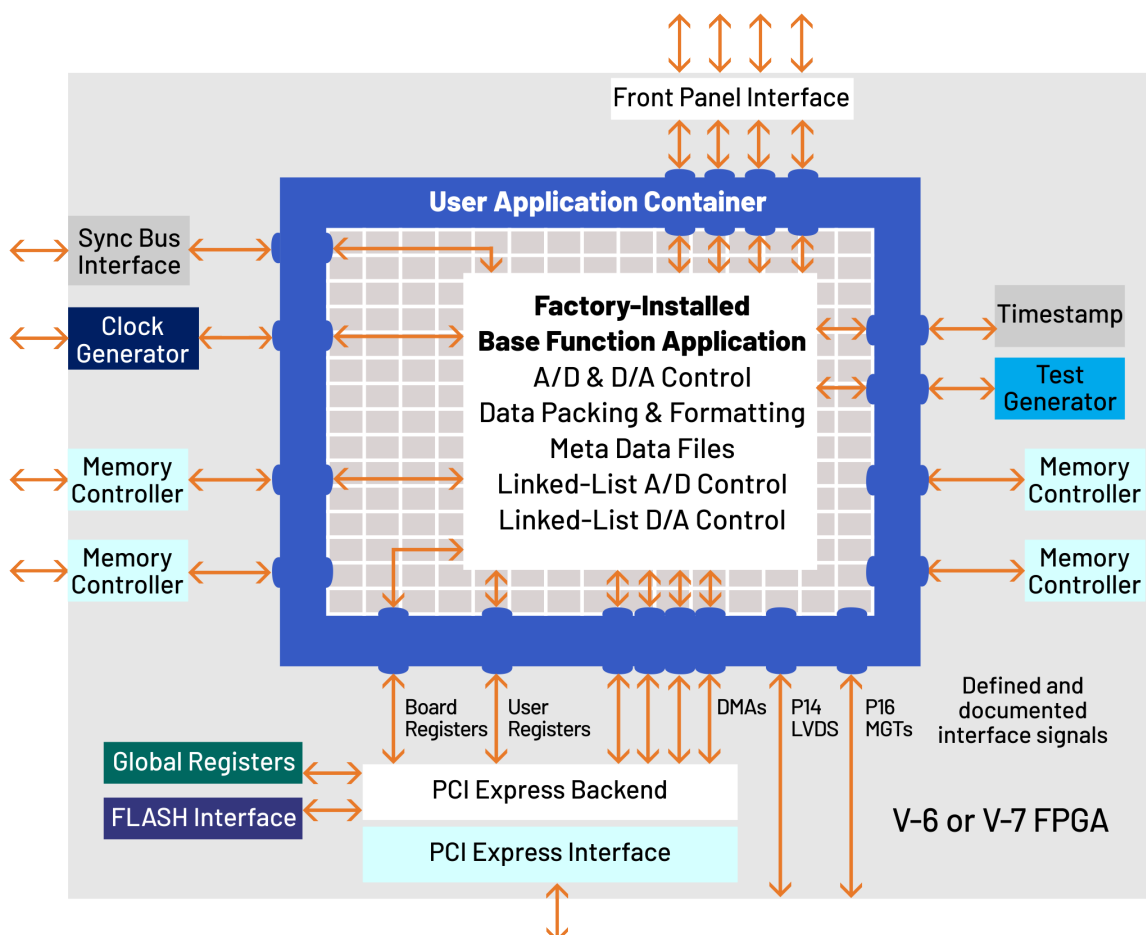 Front Panel Interface
User Application Container
Sync Bus
Interface
Clock
Generator
Memory
Controller
Memory
Controller
Factory-Installed
Base Function Application
A/D & D/A Control
Data Packing & Formatting
Meta Data Files
Linked-List A/D Control
Linked-List D/A Control
Timestamp
Test
Generator
Memory
Controller
Memory
Controller
Board
Registers
User
Registers
DMAs
P14
LVDS
P16
MGTs
Defined and
documented
interface signals
Global Registers
FLASH Interface
PCI Express Backend
PCI Express Interface
V-6 or V-7 FPGA